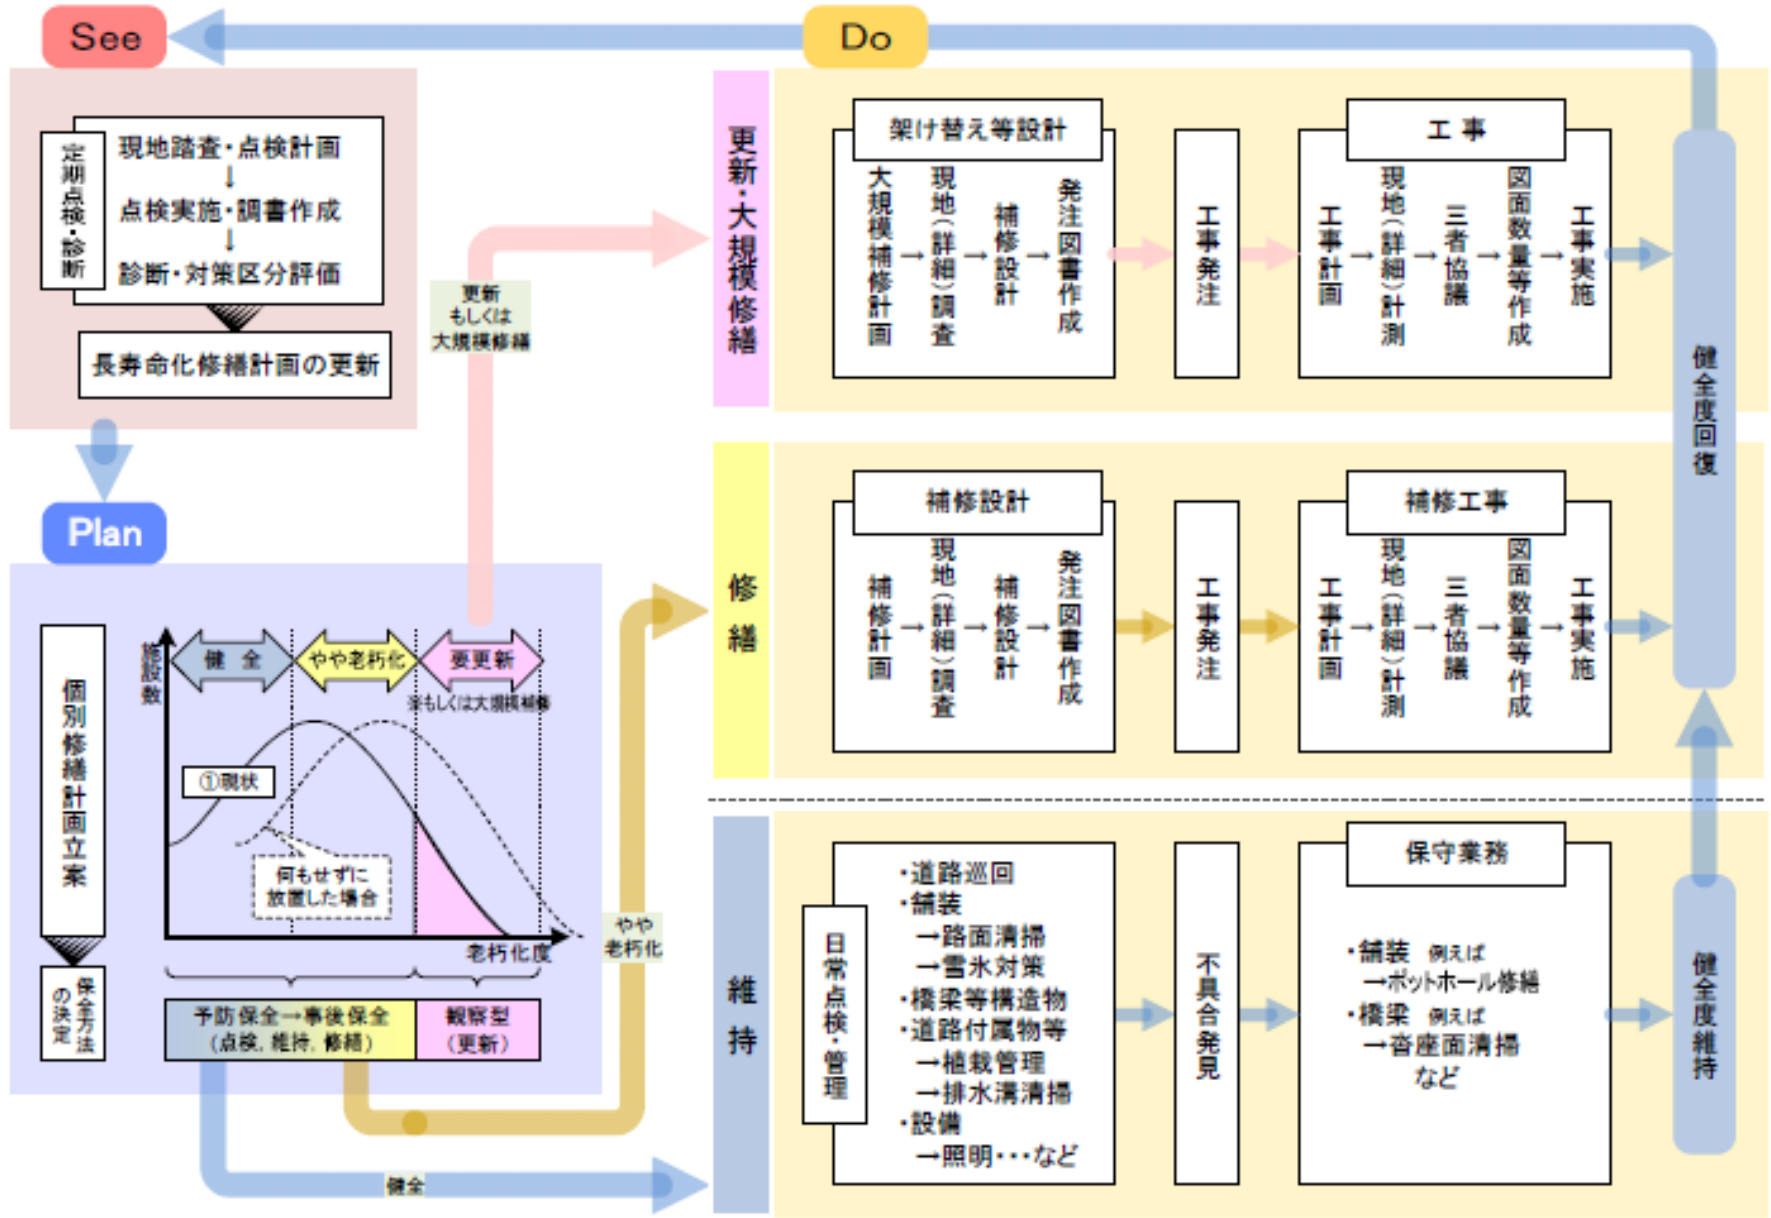 See
定期点検・診断
現地踏査・点検計画
↓
点検実施・調書作成
↓
診断・対策区分評価
長寿命化修繕計画の更新
Plan
個別修繕計画立案
保全方法
の決定
施設数
健 全
やや老朽化
要更新
※もしくは大規模補修
①現状
何もせずに
放置した場合
老朽化度
予防保全→事後保全
(点検,維持,修繕)
観察型
(更新)
更新
もしくは
大規模修繕
やや
老朽化
健全
Do
更新・大規模修繕
架け替え等設計
大規模補修計画
→
現地(詳細)調査
→
補修設計
→
発注図書作成
工事発注
工 事
工事計画
→
現地(詳細)計測
→
三者協議
→
図面数量等作成
→
工事実施
修繕
補修設計
補修計画
→
現地(詳細)調査
→
補修設計
→
発注図書作成
工事発注
補修工事
工事計画
→
現地(詳細)計測
→
三者協議
→
図面数量等作成
→
工事実施
健全度回復
維持
日常点検・管理
・道路巡回
・舗装
→路面清掃
→雪氷対策
・橋梁等構造物
・道路付属物等
→植栽管理
→排水溝清掃
・設備
→照明・・・など
不具合発見
保守業務
・舗装 例えば
→ポットホール修繕
・橋梁 例えば
→沓座面清掃
など
健全度維持